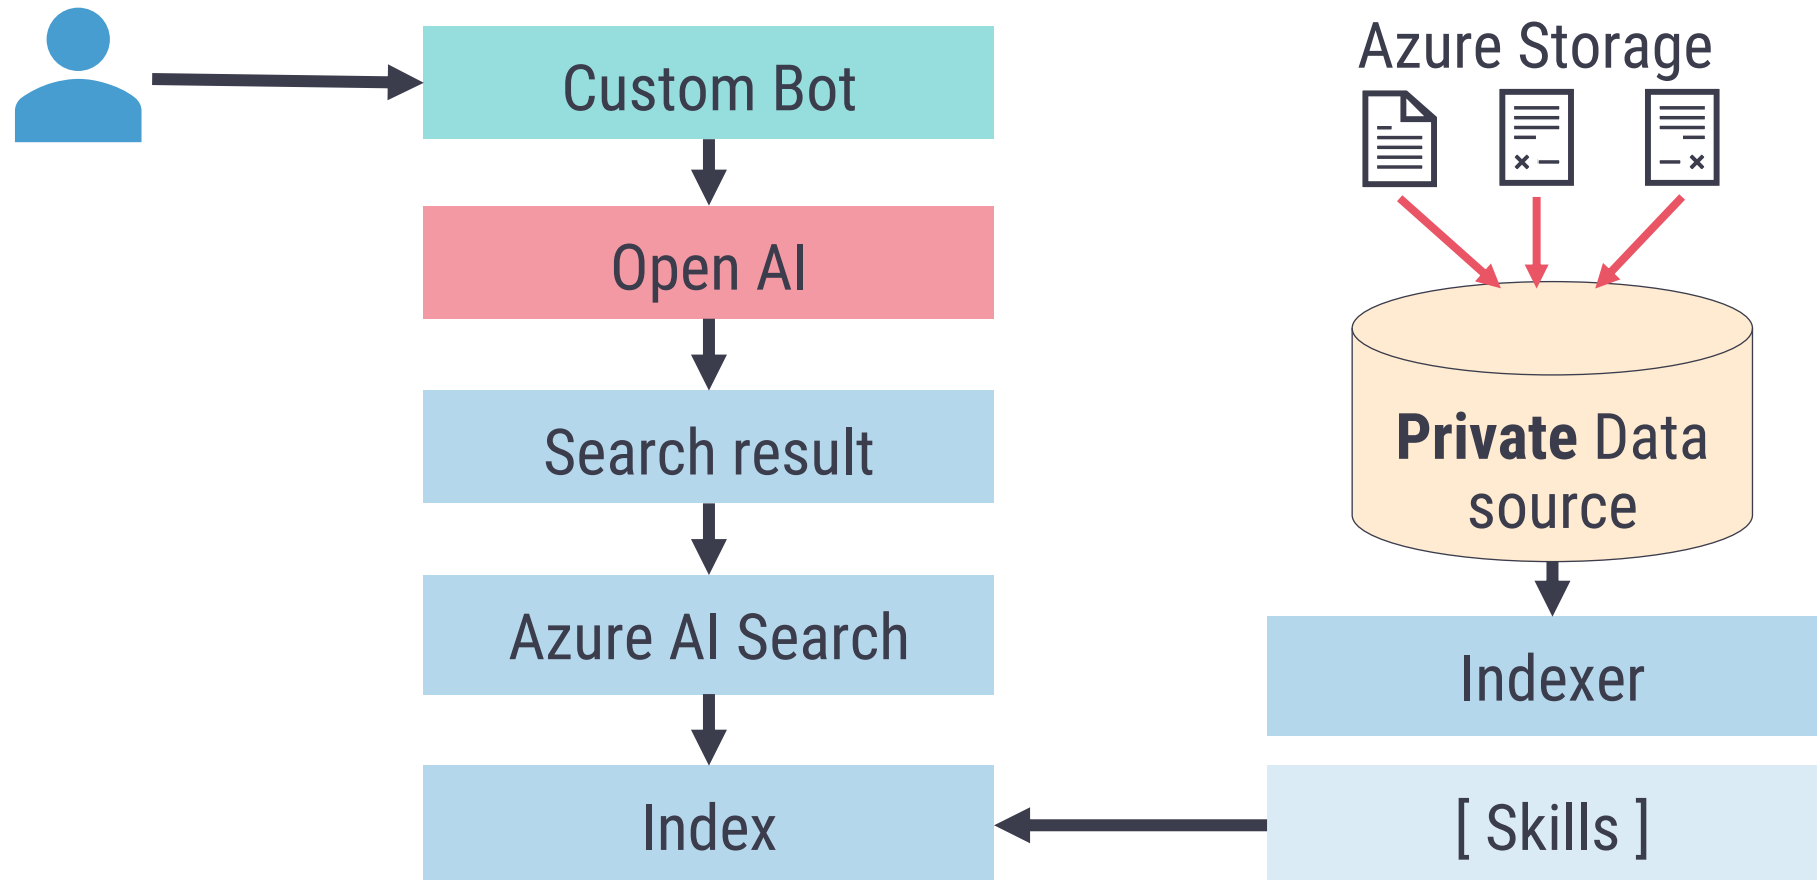 Custom Bot
Open AI
Search result
Azure AI Search
Index
Azure Storage
Private Data
source
Indexer
[ Skills ]